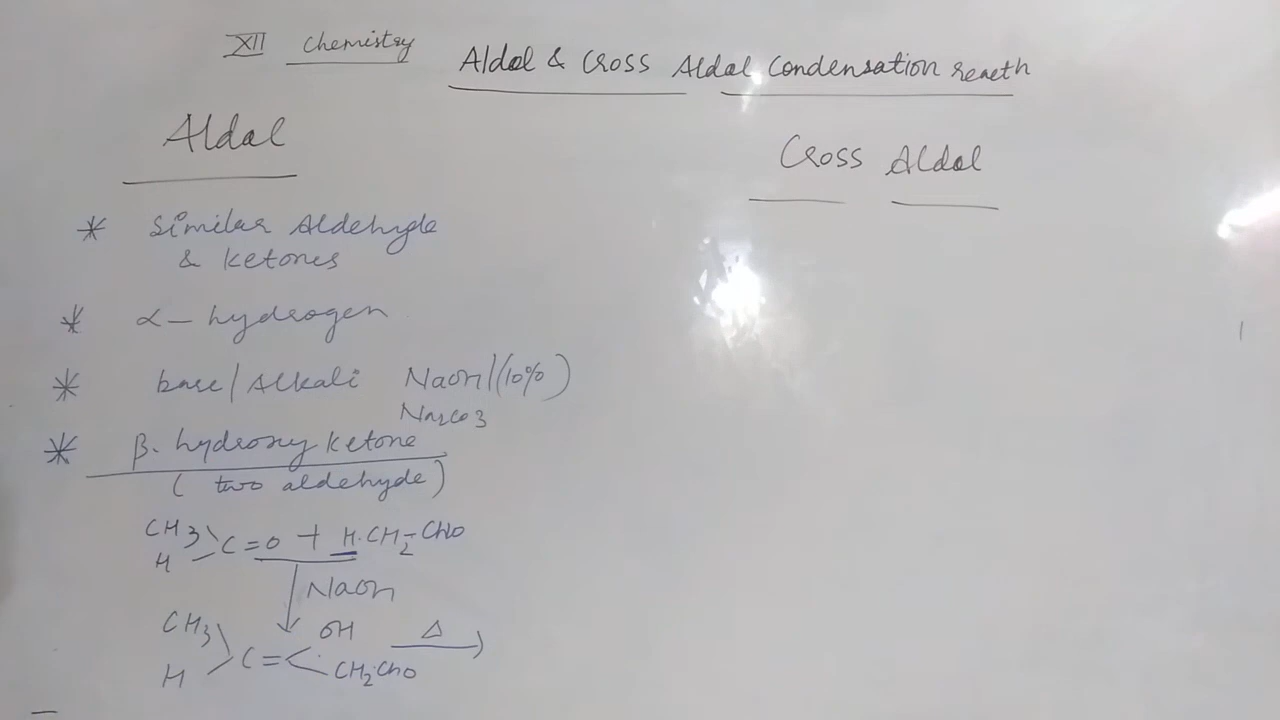 XII Chemistry
Aldol & Cross Aldol Condensation reactn
Aldol
* Similar Aldehyde
& ketones
* α- hydrogen
* base/Alkali NaOH/(10%)
Na2CO3
* β. hydroxy ketone
( two aldehyde)
CH3 C=O + H.CH2-CHO
H
NaOH
CH3 OH Δ
C=
H CH2CHO
Cross Aldol